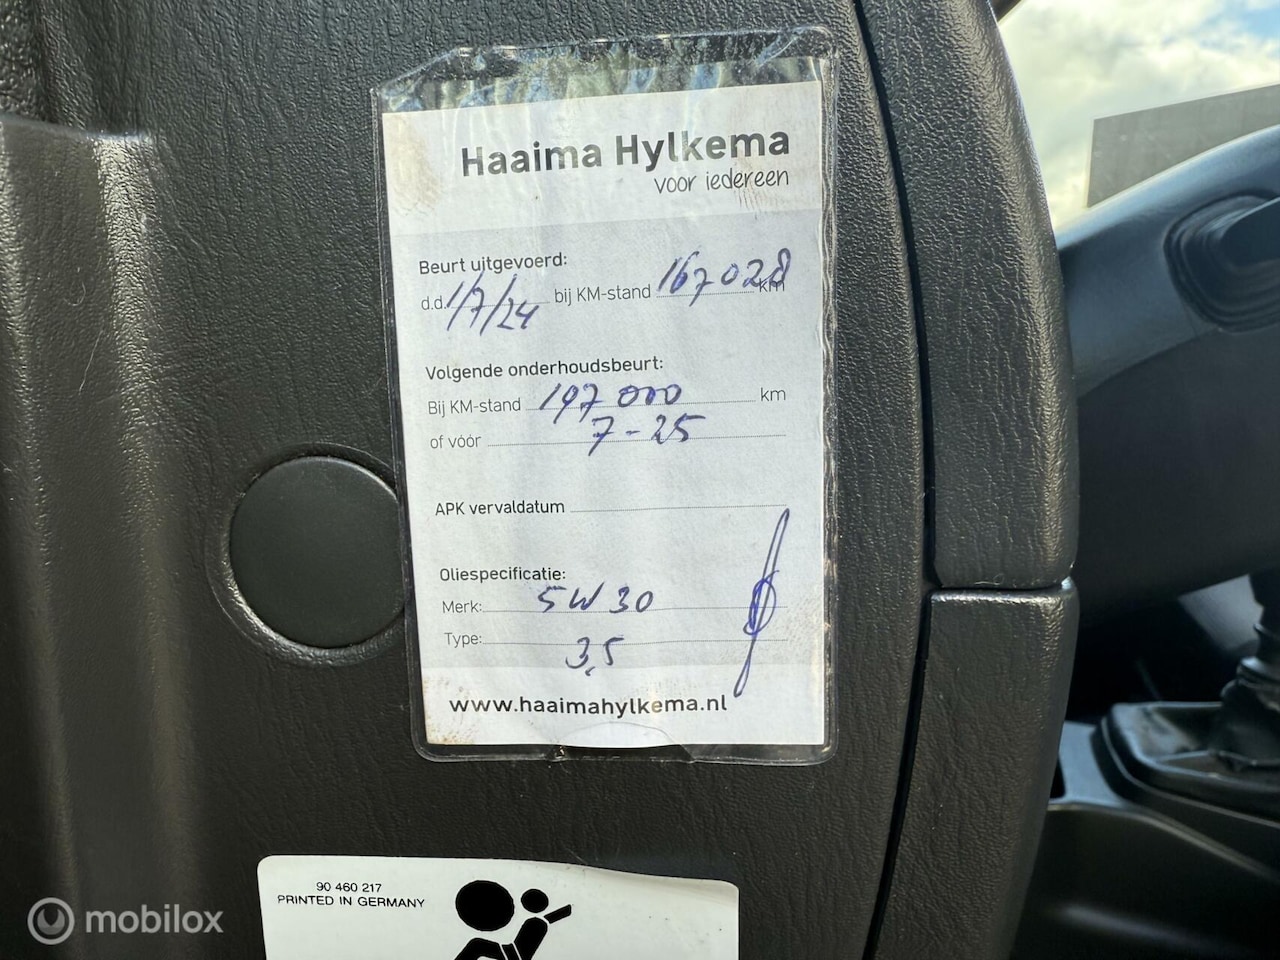 Haaima Hylkema
voor iedereen
Beurt uitgevoerd:
d.d. 1/7/24 bij KM-stand 167028 km
Volgende onderhoudsbeurt:
Bij KM-stand 197000 km
of vóór 7-25
APK vervaldatum
Oliespecificatie:
Merk: 5W30
Type: 3,5
www.haaimahylkema.nl
90 460 217
PRINTED IN GERMANY
mobilox